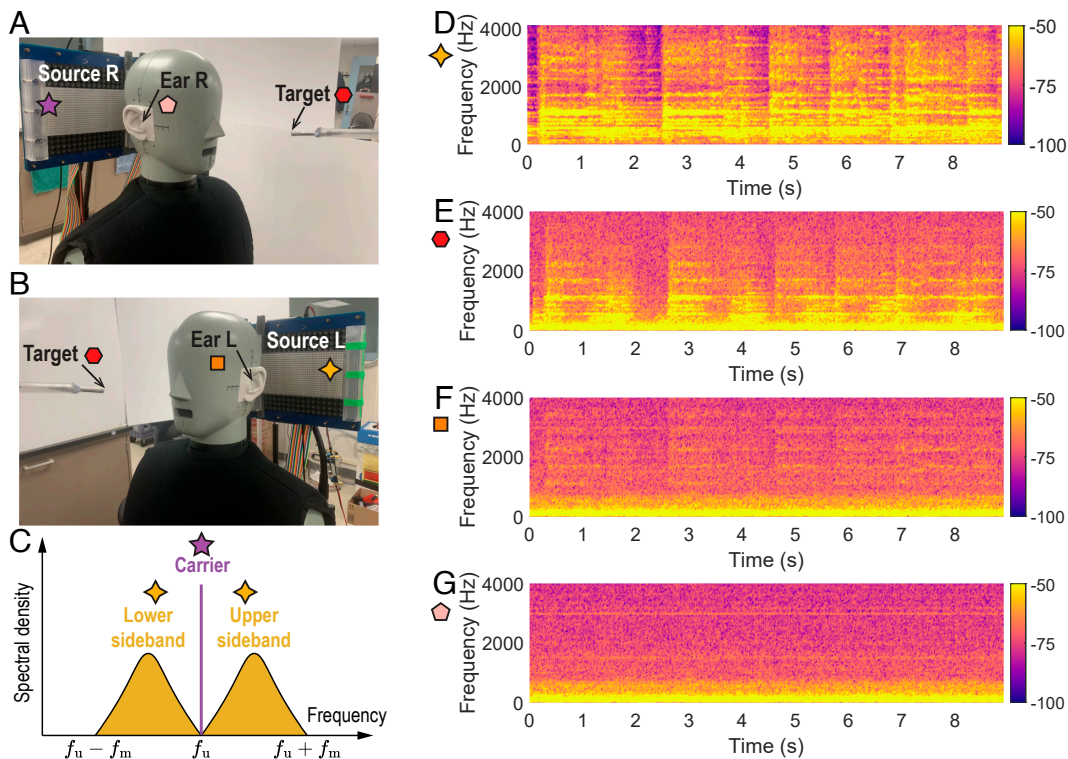 A
Source R
Ear R
Target
B
Target
Ear L
Source L
C
Spectral density
Carrier
Lower
sideband
Upper
sideband
Frequency
fu − fm
fu
fu + fm
D
Frequency (Hz)
4000
2000
0
0 1 2 3 4 5 6 7 8
Time (s)
-50
-75
-100
E
Frequency (Hz)
4000
2000
0
0 1 2 3 4 5 6 7 8
Time (s)
-50
-75
-100
F
Frequency (Hz)
4000
2000
0
0 1 2 3 4 5 6 7 8
Time (s)
-50
-75
-100
G
Frequency (Hz)
4000
2000
0
0 1 2 3 4 5 6 7 8
Time (s)
-50
-75
-100